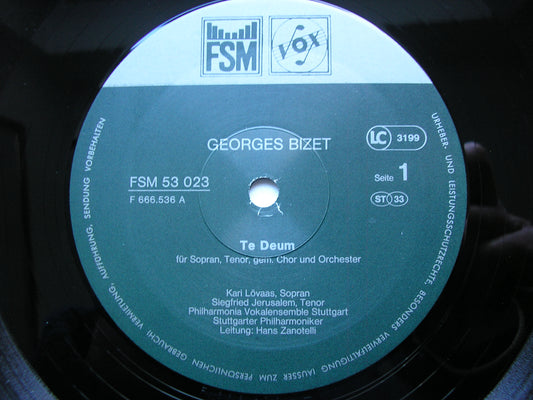 FSM
VOX
GEORGES BIZET
LC 3199
FSM 53 023
F 666.536 A
Seite 1
ST 33
Te Deum
für Sopran, Tenor, gem. Chor und Orchester
Kari Lövaas, Sopran
Siegfried Jerusalem, Tenor
Philharmonia Vokalensemble Stuttgart
Stuttgarter Philharmoniker
Leitung: Hans Zanotelli
URHEBER- UND LEISTUNGSSCHUTZRECHTE, BESONDERS VERVIELFÄLTIGUNG (AUSSER ZUM PERSÖNLICHEN GEBRAUCH) VERMIETUNG, AUFFÜHRUNG, SENDUNG VORBEHALTEN